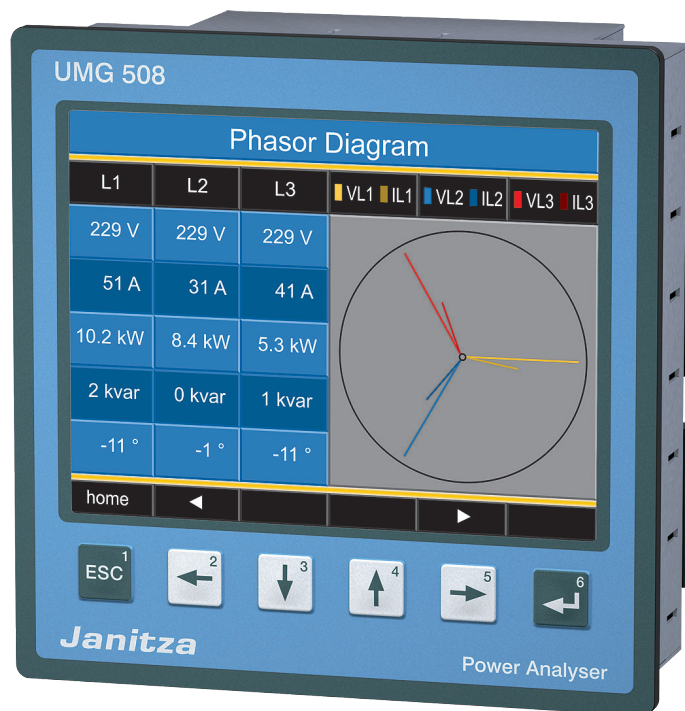 UMG 508
Phasor Diagram
L1 L2 L3 VL1 IL1 VL2 IL2 VL3 IL3
229 V 229 V 229 V
51 A 31 A 41 A
10.2 kW 8.4 kW 5.3 kW
2 kvar 0 kvar 1 kvar
-11 ° -1 ° -11 °
home ◀ ▶
ESC 1 2 3 4 5 6
Janitza
Power Analyser